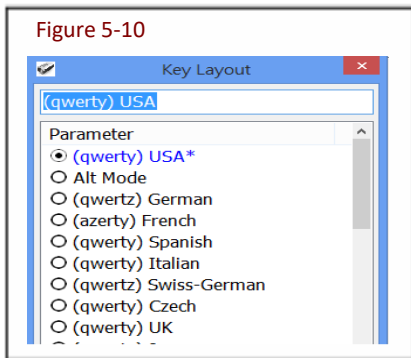 Figure 5-10
Key Layout
(qwerty) USA
Parameter
(qwerty) USA*
Alt Mode
(qwertz) German
(azerty) French
(qwerty) Spanish
(qwerty) Italian
(qwertz) Swiss-German
(qwerty) Czech
(qwerty) UK